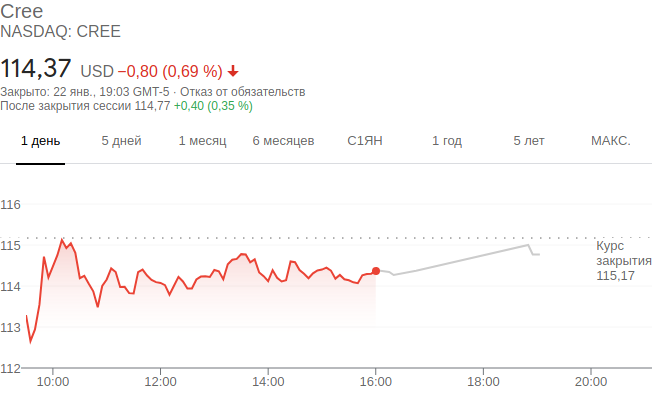 Cree
NASDAQ: CREE
114,37 USD −0,80 (0,69 %)
Закрыто: 22 янв., 19:03 GMT-5 · Отказ от обязательств
После закрытия сессии 114,77 +0,40 (0,35 %)
1 день 5 дней 1 месяц 6 месяцев С1ЯН 1 год 5 лет МАКС.
116
115
114
113
112
Курс
закрытия
115,17
10:00 12:00 14:00 16:00 18:00 20:00